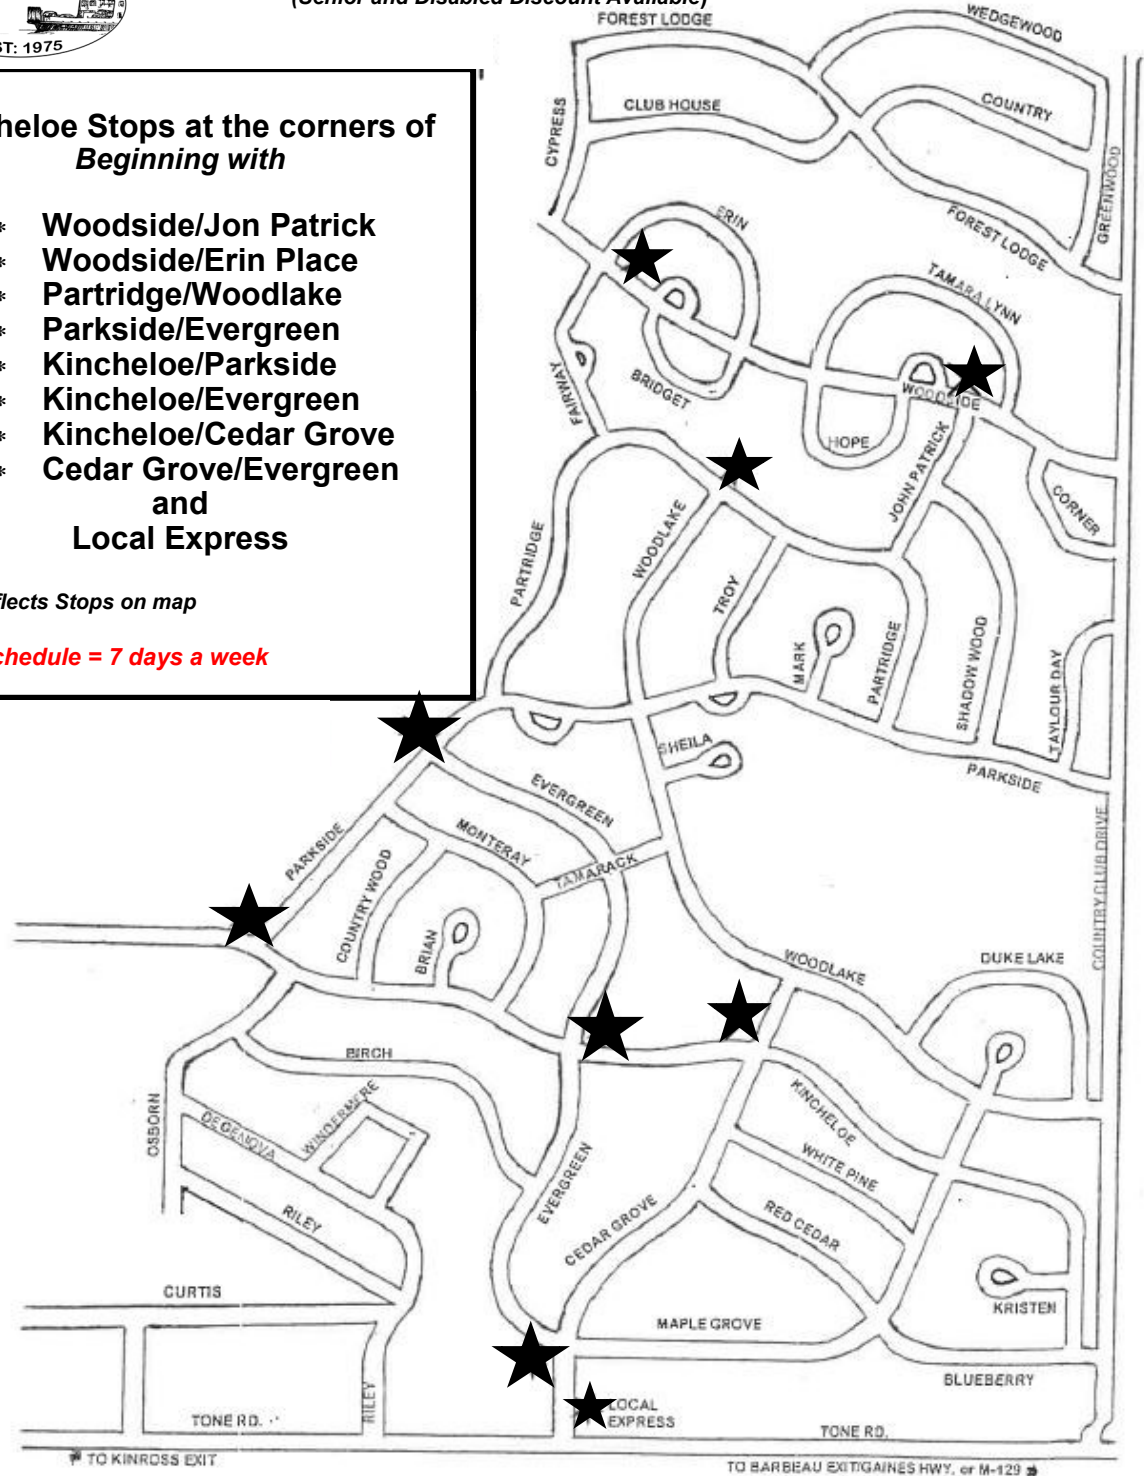 (Senior and Disabled Discount Available)
ST: 1975
heloe Stops at the corners of
Beginning with
* Woodside/Jon Patrick
* Woodside/Erin Place
* Partridge/Woodlake
* Parkside/Evergreen
* Kincheloe/Parkside
* Kincheloe/Evergreen
* Kincheloe/Cedar Grove
* Cedar Grove/Evergreen
and
Local Express
flects Stops on map
chedule = 7 days a week
FOREST LODGE
WEDGEWOOD
CLUB HOUSE
COUNTRY
CYPRESS
GREENWOOD
ERIN
FOREST LODGE
TAMARA LYNN
BRIDGET
FAIRWAY
WOODSIDE
HOPE
JOHN PATRICK
CORNER
PARTRIDGE
WOODLAKE
TROY
MARK
PARTRIDGE
SHADOW WOOD
TAYLOUR DAY
SHEILA
PARKSIDE
EVERGREEN
MONTERAY
TAMARACK
PARKSIDE
COUNTRY WOOD
BRIAN
COUNTRY CLUB DRIVE
WOODLAKE
DUKE LAKE
BIRCH
OSBORN
DEGENOVA
WINDERMERE
KINCHELOE
WHITE PINE
EVERGREEN
CEDAR GROVE
RED CEDAR
RILEY
CURTIS
KRISTEN
MAPLE GROVE
BLUEBERRY
LOCAL
EXPRESS
RILEY
TONE RD.
TONE RD.
TO KINROSS EXIT
TO BARBEAU EXIT/GAINES HWY. or M-129